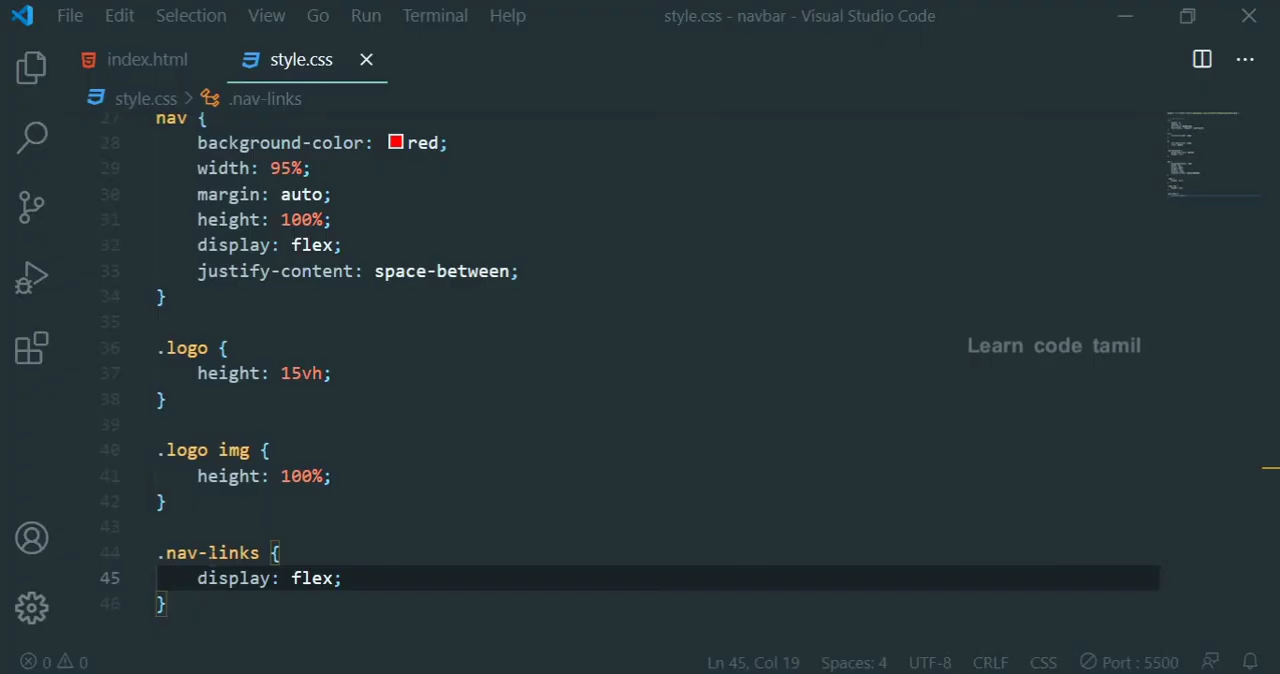 File Edit Selection View Go Run Terminal Help style.css - navbar - Visual Studio Code
index.html style.css
style.css > .nav-links
27 nav {
28 background-color: red;
29 width: 95%;
30 margin: auto;
31 height: 100%;
32 display: flex;
33 justify-content: space-between;
34 }
35
36 .logo {
Learn code tamil
37 height: 15vh;
38 }
39
40 .logo img {
41 height: 100%;
42 }
43
44 .nav-links {
45 display: flex;
46 }
0 0 Ln 45, Col 19 Spaces: 4 UTF-8 CRLF CSS Port : 5500